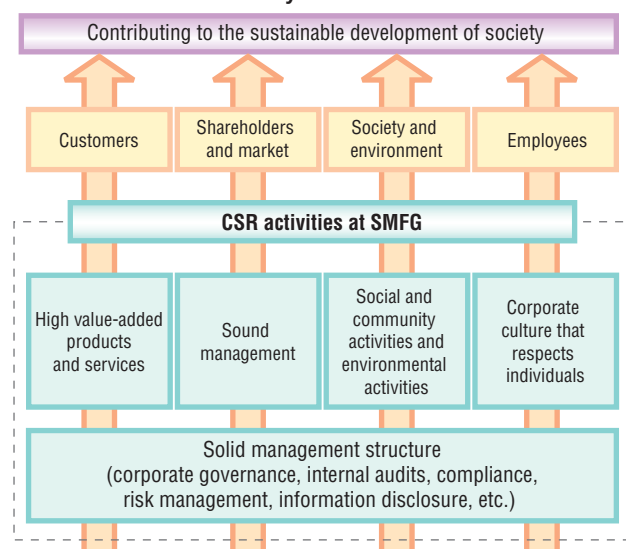 Contributing to the sustainable development of society
Customers
Shareholders
and market
Society and
environment
Employees
CSR activities at SMFG
High value-added
products
and services
Sound
management
Social and
community
activities and
environmental
activities
Corporate
culture that
respects
individuals
Solid management structure
(corporate governance, internal audits, compliance,
risk management, information disclosure, etc.)